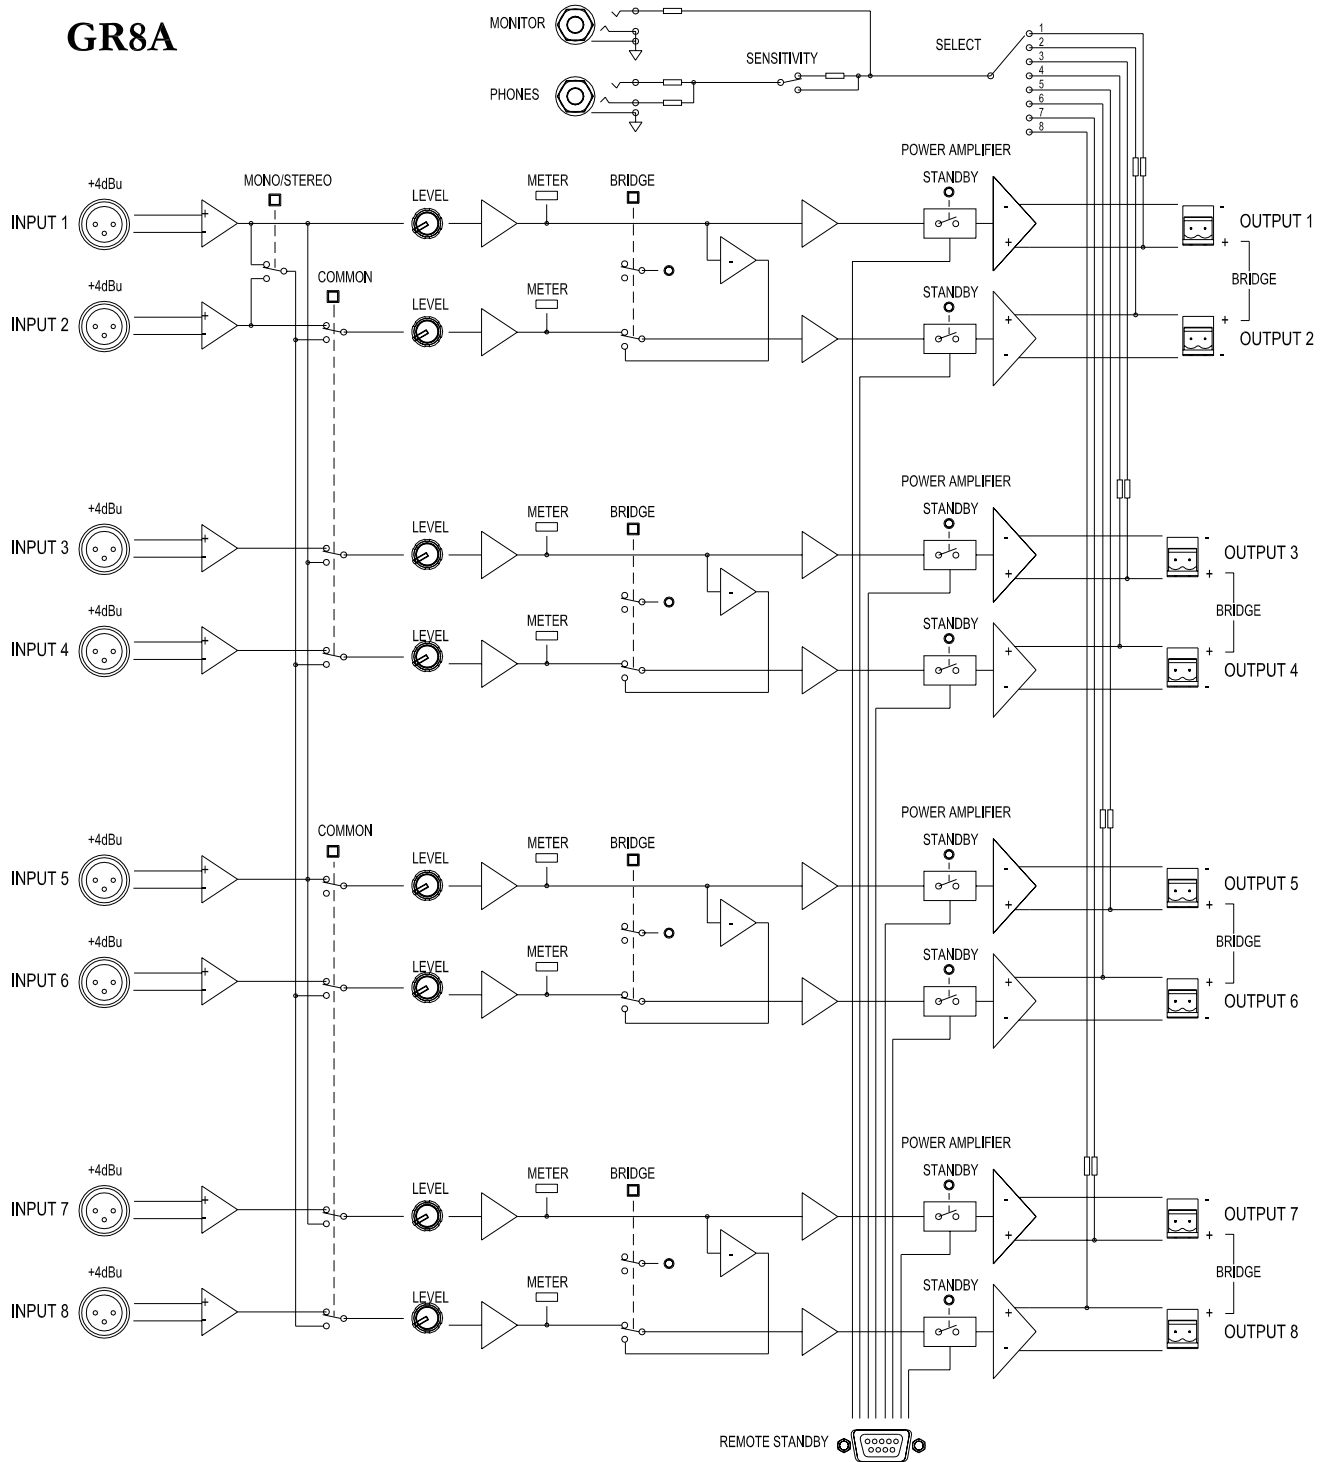 GR8A
MONITOR
PHONES
SENSITIVITY
SELECT
1
2
3
4
5
6
7
8
POWER AMPLIFIER
+4dBu
MONO/STEREO
LEVEL
METER
BRIDGE
STANDBY
INPUT 1
+
-
-
-
+
-
+
OUTPUT 1
BRIDGE
+4dBu
COMMON
LEVEL
METER
STANDBY
INPUT 2
+
-
+
-
+
-
OUTPUT 2
POWER AMPLIFIER
+4dBu
LEVEL
METER
BRIDGE
STANDBY
INPUT 3
+
-
-
-
+
-
+
OUTPUT 3
BRIDGE
+4dBu
LEVEL
METER
STANDBY
INPUT 4
+
-
+
-
+
-
OUTPUT 4
POWER AMPLIFIER
+4dBu
COMMON
LEVEL
METER
BRIDGE
STANDBY
INPUT 5
+
-
-
-
+
-
+
OUTPUT 5
BRIDGE
+4dBu
LEVEL
METER
STANDBY
INPUT 6
+
-
+
-
+
-
OUTPUT 6
POWER AMPLIFIER
+4dBu
LEVEL
METER
BRIDGE
STANDBY
INPUT 7
+
-
-
-
+
-
+
OUTPUT 7
BRIDGE
+4dBu
LEVEL
METER
STANDBY
INPUT 8
+
-
+
-
+
-
OUTPUT 8
REMOTE STANDBY